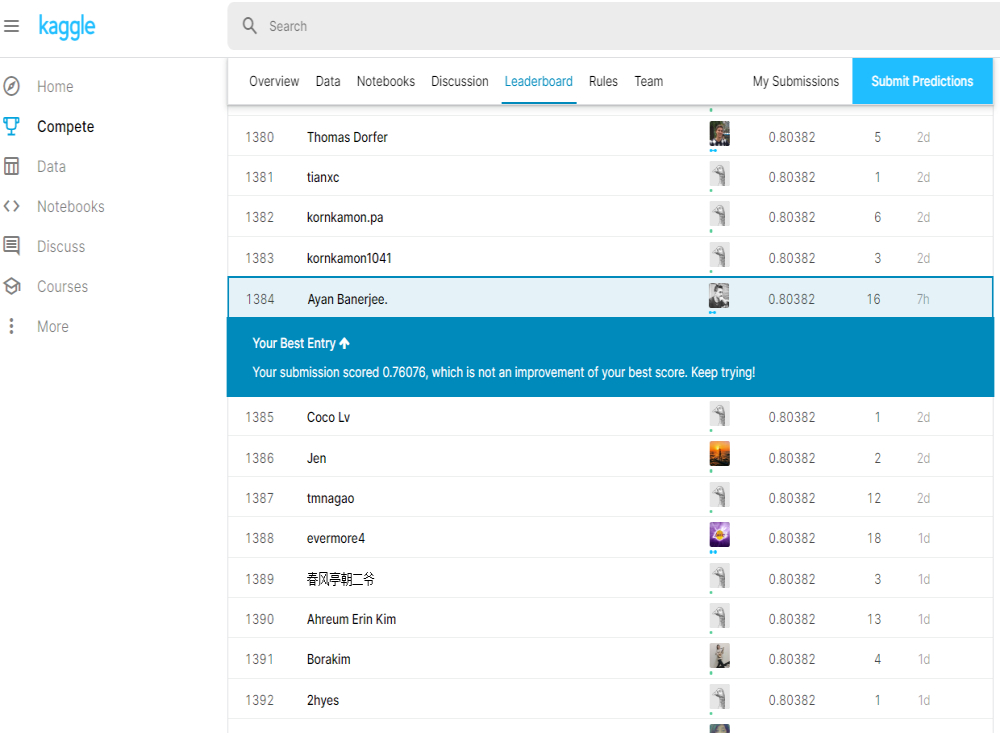 kaggle
Search
Home
Compete
Data
Notebooks
Discuss
Courses
More
Overview Data Notebooks Discussion Leaderboard Rules Team My Submissions Submit Predictions
1380 Thomas Dorfer 0.80382 5 2d
1381 tianxc 0.80382 1 2d
1382 kornkamon.pa 0.80382 6 2d
1383 kornkamon1041 0.80382 3 2d
1384 Ayan Banerjee. 0.80382 16 7h
Your Best Entry
Your submission scored 0.76076, which is not an improvement of your best score. Keep trying!
1385 Coco Lv 0.80382 1 2d
1386 Jen 0.80382 2 2d
1387 tmnagao 0.80382 12 2d
1388 evermore4 0.80382 18 1d
1389 春风亭朝二爷 0.80382 3 1d
1390 Ahreum Erin Kim 0.80382 13 1d
1391 Borakim 0.80382 4 1d
1392 2hyes 0.80382 1 1d